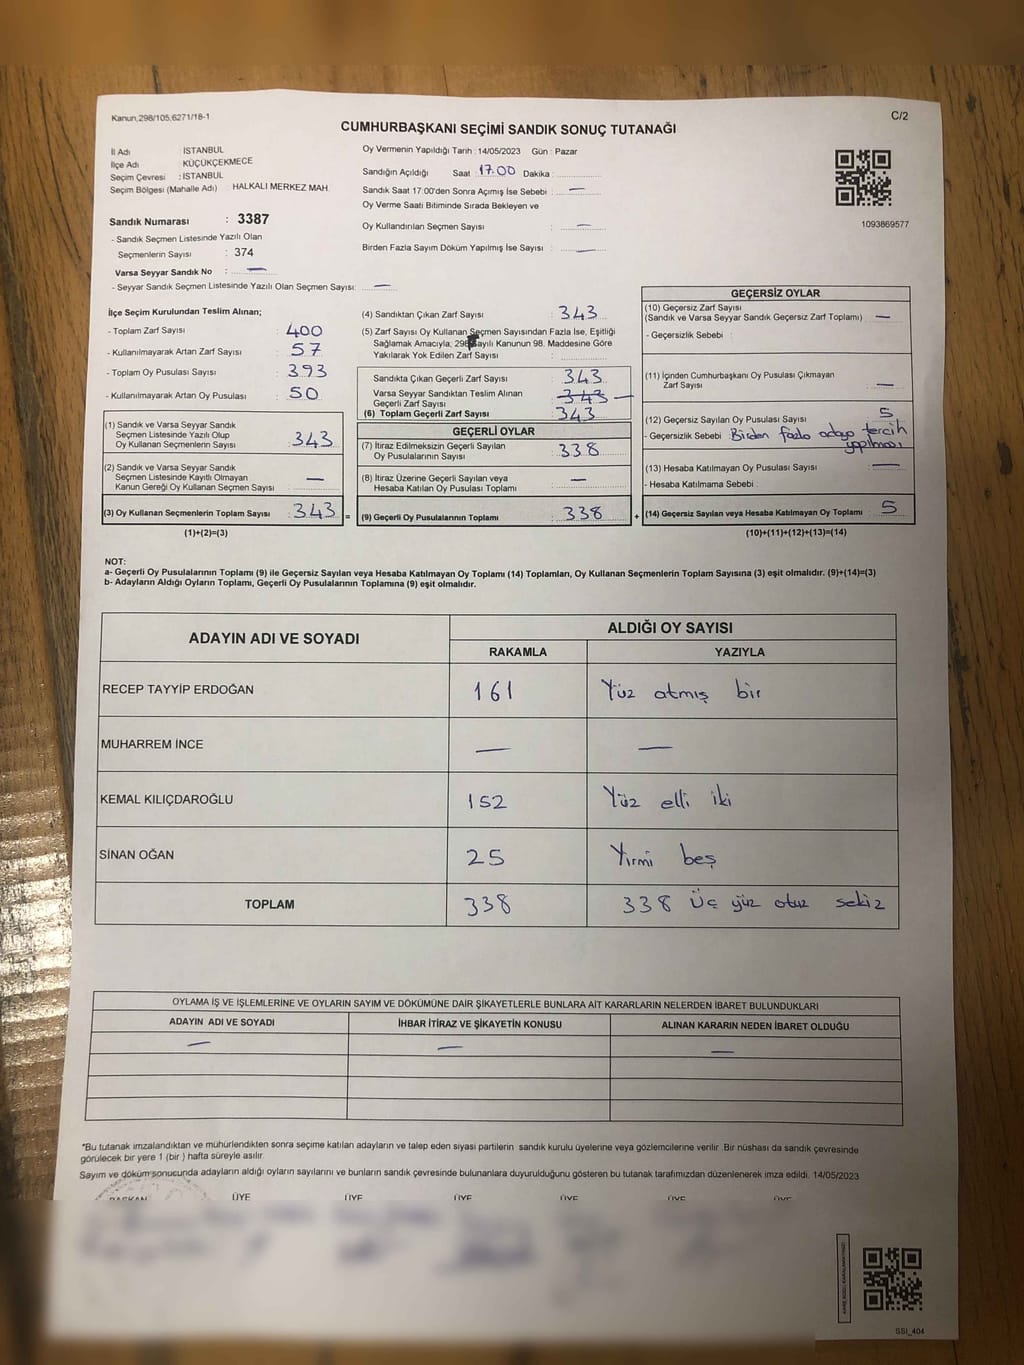 Kanun,298/105,6271/18-1
C/2
CUMHURBAŞKANI SEÇİMİ SANDIK SONUÇ TUTANAĞI
İl Adı İSTANBUL
İlçe Adı KÜÇÜKÇEKMECE
Seçim Çevresi : İSTANBUL
Seçim Bölgesi (Mahalle Adı) : HALKALI MERKEZ MAH.
Sandık Numarası : 3387
- Sandık Seçmen Listesinde Yazılı Olan
Seçmenlerin Sayısı : 374
Varsa Seyyar Sandık No : —
- Seyyar Sandık Seçmen Listesinde Yazılı Olan Seçmen Sayısı: —
Oy Vermenin Yapıldığı Tarih : 14/05/2023 Gün : Pazar
Sandığın Açıldığı Saat : 17.00 Dakika :
Sandık Saat 17:00'den Sonra Açımış İse Sebebi : —
Oy Verme Saati Bitiminde Sırada Bekleyen ve
Oy Kullandırılan Seçmen Sayısı : —
Birden Fazla Sayım Döküm Yapılmış İse Sayısı : —
1093869577
İlçe Seçim Kurulundan Teslim Alınan;
- Toplam Zarf Sayısı : 400
- Kullanılmayarak Artan Zarf Sayısı : 57
- Toplam Oy Pusulası Sayısı : 393
- Kullanılmayarak Artan Oy Pusulası : 50
(1) Sandık ve Varsa Seyyar Sandık
Seçmen Listesinde Yazılı Olup
Oy Kullanan Seçmenlerin Sayısı : 343
(2) Sandık ve Varsa Seyyar Sandık
Seçmen Listesinde Kayıtlı Olmayan
Kanun Gereği Oy Kullanan Seçmen Sayısı : —
(3) Oy Kullanan Seçmenlerin Toplam Sayısı : 343 =
(1)+(2)=(3)
(4) Sandıktan Çıkan Zarf Sayısı : 343
(5) Zarf Sayısı Oy Kullanan Seçmen Sayısından Fazla İse, Eşitliği
Sağlamak Amacıyla; 298 Sayılı Kanunun 98. Maddesine Göre
Yakılarak Yok Edilen Zarf Sayısı :
Sandıkta Çıkan Geçerli Zarf Sayısı : 343
Varsa Seyyar Sandıktan Teslim Alınan
Geçerli Zarf Sayısı : 343 —
(6) Toplam Geçerli Zarf Sayısı : 343
GEÇERLİ OYLAR
(7) İtiraz Edilmeksizin Geçerli Sayılan
Oy Pusulalarının Sayısı : 338
(8) İtiraz Üzerine Geçerli Sayılan veya
Hesaba Katılan Oy Pusulası Toplamı : —
(9) Geçerli Oy Pusulalarının Toplamı : 338 +
GEÇERSİZ OYLAR
(10) Geçersiz Zarf Sayısı
(Sandık ve Varsa Seyyar Sandık Geçersiz Zarf Toplamı) : —
- Geçersizlik Sebebi :
(11) İçinden Cumhurbaşkanı Oy Pusulası Çıkmayan
Zarf Sayısı : —
(12) Geçersiz Sayılan Oy Pusulası Sayısı : 5
- Geçersizlik Sebebi : Birden fazla adaya tercih
yapılması
(13) Hesaba Katılmayan Oy Pusulası Sayısı : —
- Hesaba Katılmama Sebebi :
(14) Geçersiz Sayılan veya Hesaba Katılmayan Oy Toplamı : 5
(10)+(11)+(12)+(13)=(14)
NOT:
a- Geçerli Oy Pusulalarının Toplamı (9) ile Geçersiz Sayılan veya Hesaba Katılmayan Oy Toplamı (14) Toplamları, Oy Kullanan Seçmenlerin Toplam Sayısına (3) eşit olmalıdır. (9)+(14)=(3)
b- Adayların Aldığı Oyların Toplamı, Geçerli Oy Pusulalarının Toplamına (9) eşit olmalıdır.
ADAYIN ADI VE SOYADI ALDIĞI OY SAYISI
RAKAMLA YAZIYLA
RECEP TAYYİP ERDOĞAN 161 Yüz atmış bir
MUHARREM İNCE — —
KEMAL KILIÇDAROĞLU 152 Yüz elli iki
SİNAN OĞAN 25 Yirmi beş
TOPLAM 338 338 Üç yüz otuz sekiz
OYLAMA İŞ VE İŞLEMLERİNE VE OYLARIN SAYIM VE DÖKÜMÜNE DAİR ŞİKAYETLERLE BUNLARA AİT KARARLARIN NELERDEN İBARET BULUNDUKLARI
ADAYIN ADI VE SOYADI İHBAR İTİRAZ VE ŞİKAYETİN KONUSU ALINAN KARARIN NEDEN İBARET OLDUĞU
— — —
*Bu tutanak imzalandıktan ve mühürlendikten sonra seçime katılan adayların ve talep eden siyasi partilerin sandık kurulu üyelerine veya gözlemcilerine verilir. Bir nüshası da sandık çevresinde
görülecek bir yere 1 (bir ) hafta süreyle asılır.
Sayım ve döküm sonucunda adayların aldığı oyların sayılarını ve bunların sandık çevresinde bulunanlara duyurulduğunu gösteren bu tutanak tarafımızdan düzenlenerek imza edildi. 14/05/2023
BAŞKAN ÜYE ÜYE ÜYE ÜYE ÜYE ÜYE
SSI_404